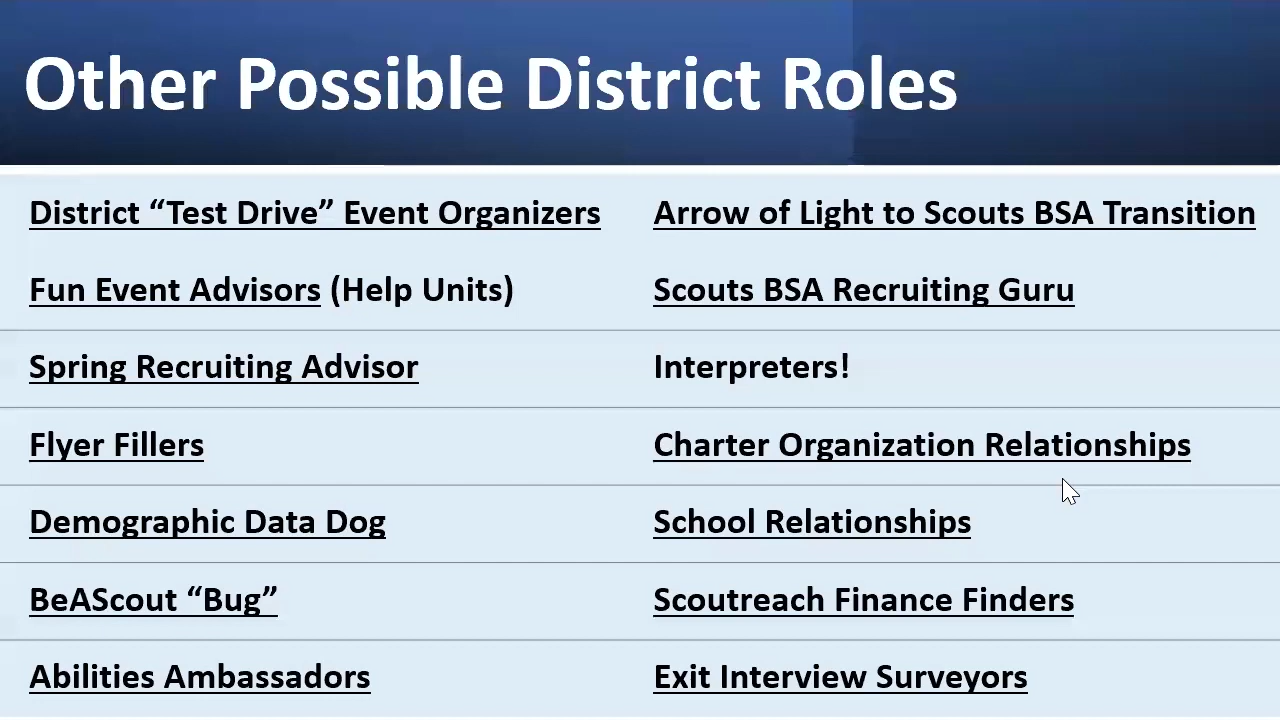 Other Possible District Roles
District “Test Drive” Event Organizers
Arrow of Light to Scouts BSA Transition
Fun Event Advisors (Help Units)
Scouts BSA Recruiting Guru
Spring Recruiting Advisor
Interpreters!
Flyer Fillers
Charter Organization Relationships
Demographic Data Dog
School Relationships
BeAScout “Bug”
Scoutreach Finance Finders
Abilities Ambassadors
Exit Interview Surveyors